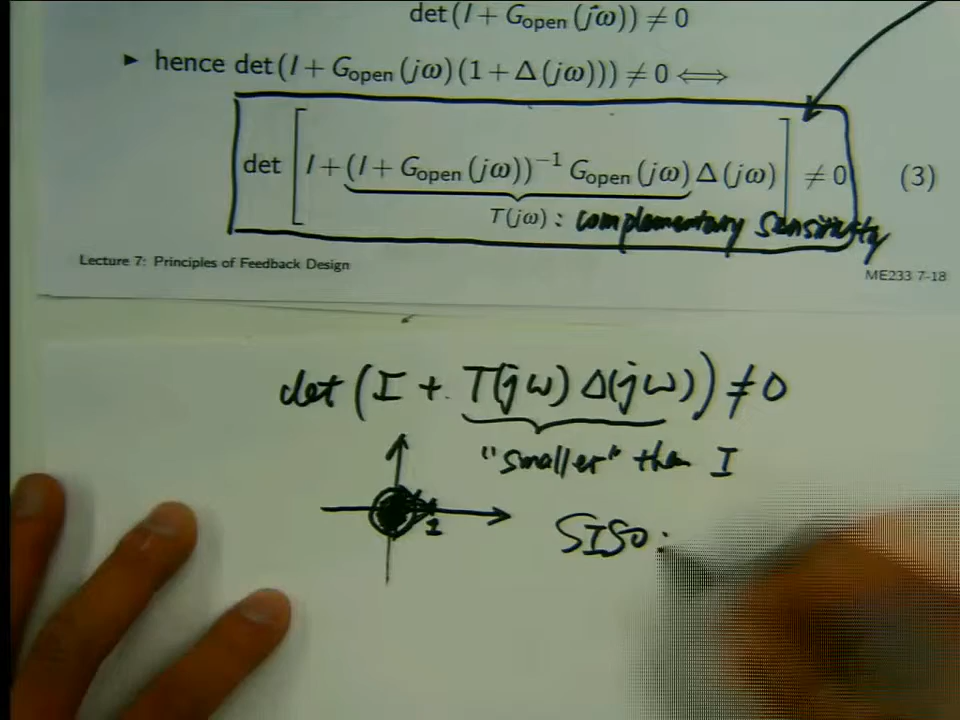 det(I + G_open(jω)) ≠ 0
► hence det(I + G_open(jω)(1 + Δ(jω))) ≠ 0 ⟺
det [I + (I + G_open(jω))⁻¹ G_open(jω) Δ(jω)] ≠ 0 (3)
T(jω) : complementary Sensitivity
Lecture 7: Principles of Feedback Design ME233 7-18
det (I + T(jω) Δ(jω)) ≠ 0
"smaller" than I
1
SISO: